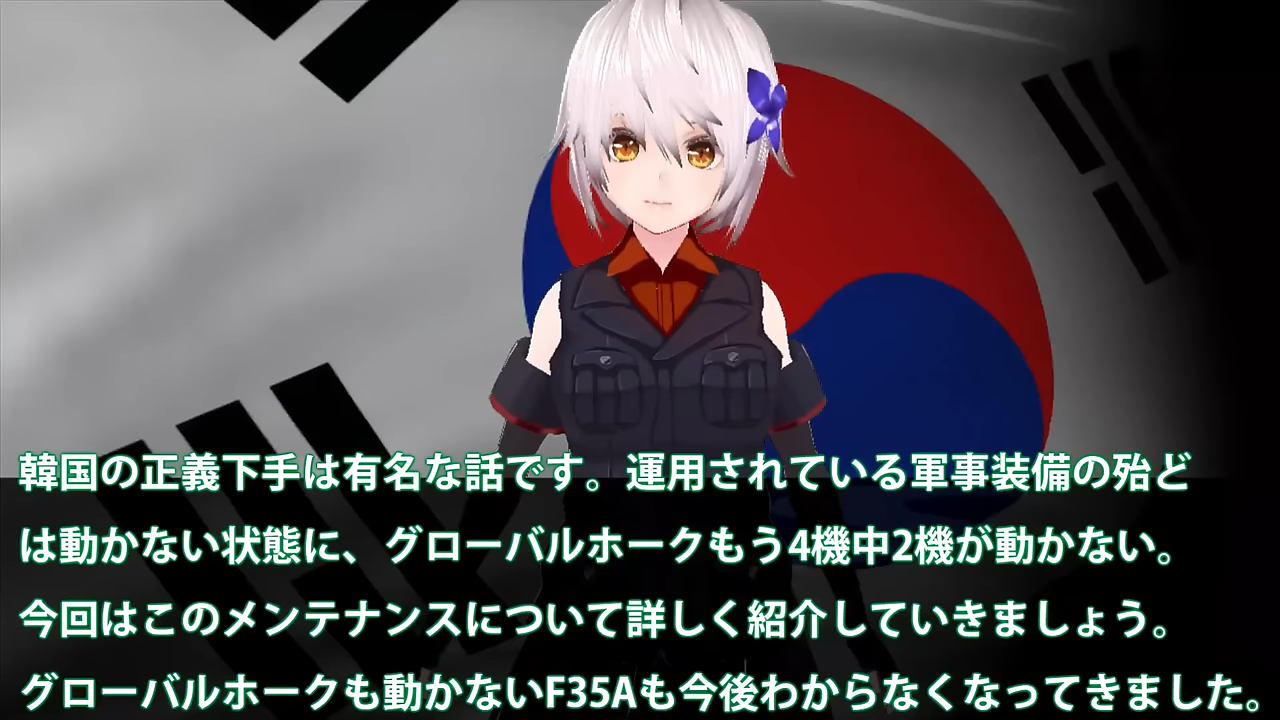 韓国の正義下手は有名な話です。運用されている軍事装備の殆ど
は動かない状態に、グローバルホークもう4機中2機が動かない。
今回はこのメンテナンスについて詳しく紹介していきましょう。
グローバルホークも動かないF35Aも今後わからなくなってきました。